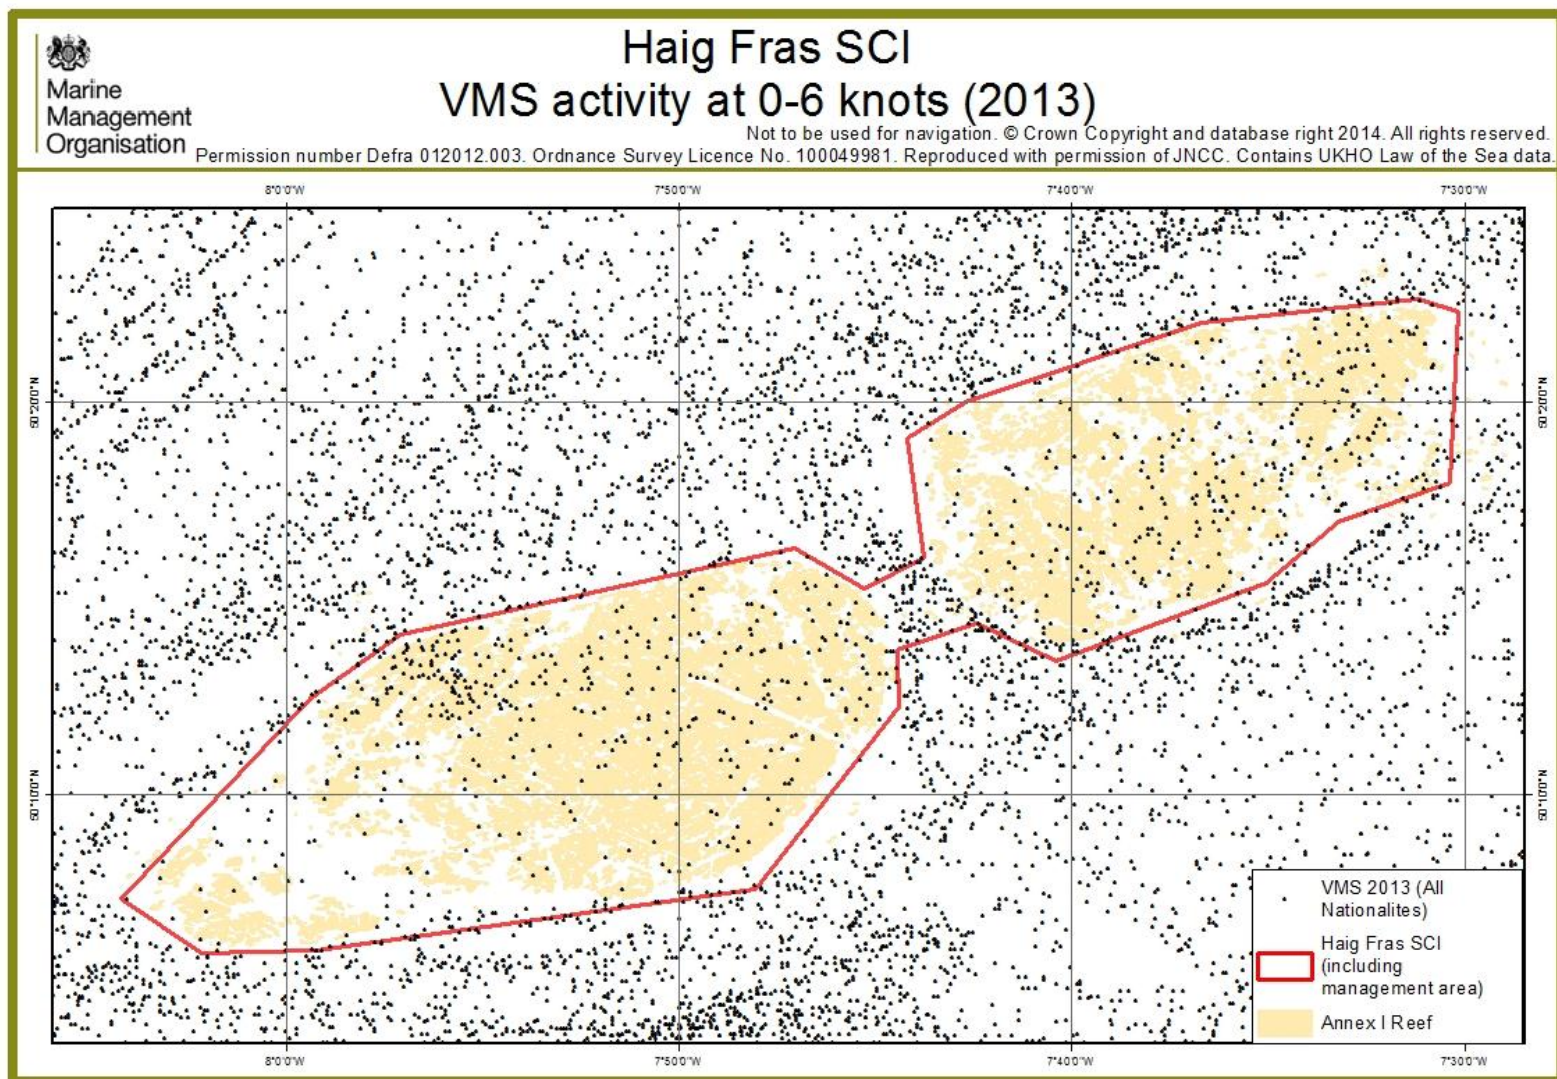 Marine
Management
Organisation
Haig Fras SCI
VMS activity at 0-6 knots (2013)
Not to be used for navigation. © Crown Copyright and database right 2014. All rights reserved.
Permission number Defra 012012.003. Ordnance Survey Licence No. 100049981. Reproduced with permission of JNCC. Contains UKHO Law of the Sea data.
8°0'0"W
7°50'0"W
7°40'0"W
7°30'0"W
50°20'0"N
50°20'0"N
50°10'0"N
50°10'0"N
VMS 2013 (All
Nationalites)
Haig Fras SCI
(including
management area)
Annex I Reef
8°0'0"W
7°50'0"W
7°40'0"W
7°30'0"W